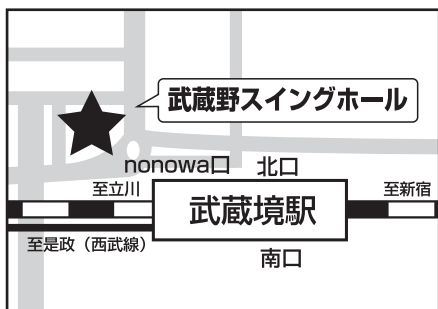 武蔵野スイングホール
nonowa口 北口
至立川
至新宿
武蔵境駅
至是政（西武線）
南口